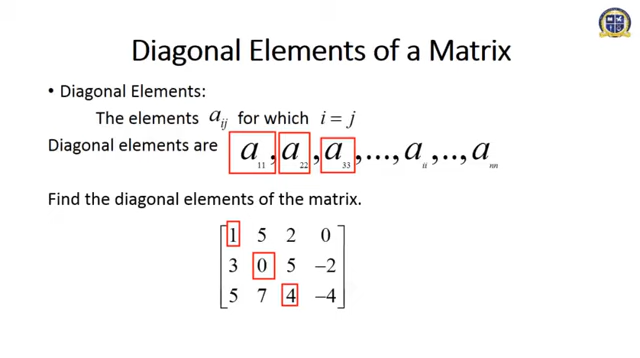 Diagonal Elements of a Matrix
• Diagonal Elements:
The elements a_ij for which i = j
Diagonal elements are a_11, a_22, a_33, ..., a_ii, .., a_nn
Find the diagonal elements of the matrix.
1 5 2 0
3 0 5 −2
5 7 4 −4